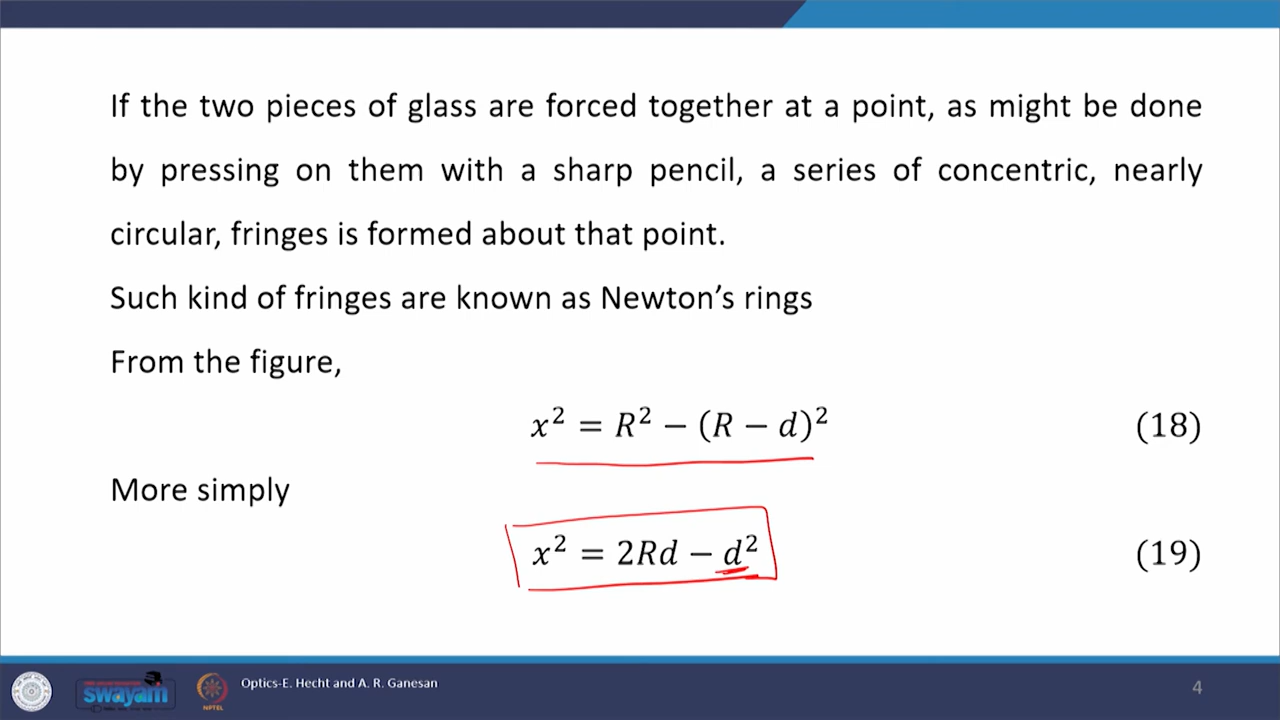 If the two pieces of glass are forced together at a point, as might be done
by pressing on them with a sharp pencil, a series of concentric, nearly
circular, fringes is formed about that point.
Such kind of fringes are known as Newton’s rings
From the figure,
x² = R² − (R − d)² (18)
More simply
x² = 2Rd − d² (19)
swayam
NPTEL
Optics-E. Hecht and A. R. Ganesan
4